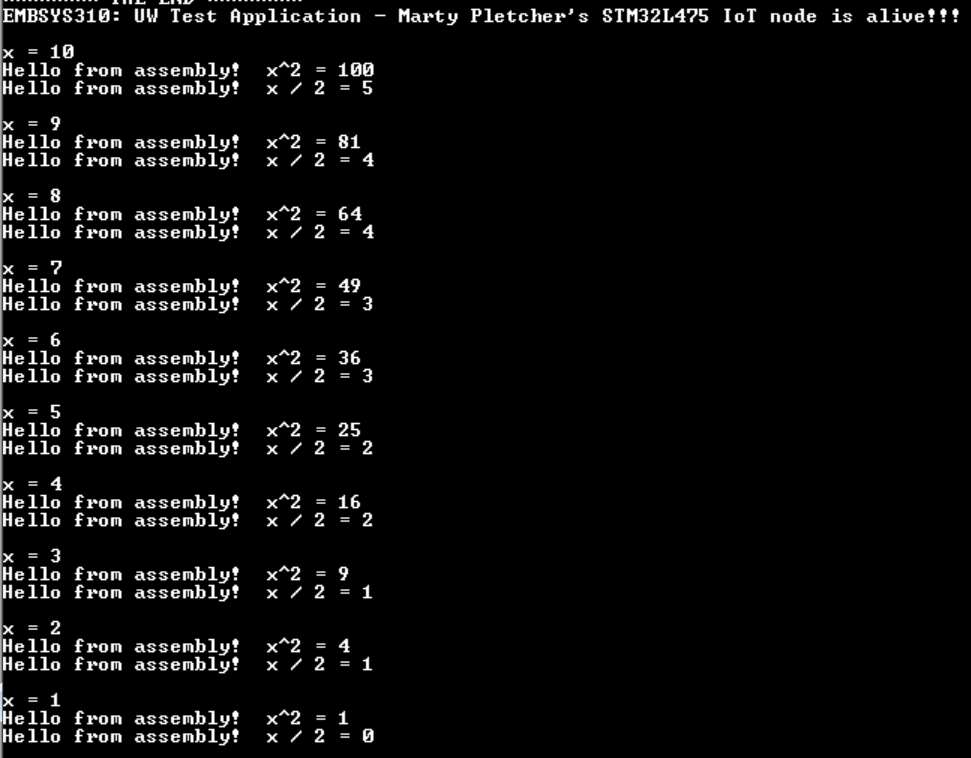 THE END
EMBSYS310: UW Test Application - Marty Pletcher's STM32L475 IoT node is alive!!!
x = 10
Hello from assembly!  x^2 = 100
Hello from assembly!  x / 2 = 5
x = 9
Hello from assembly!  x^2 = 81
Hello from assembly!  x / 2 = 4
x = 8
Hello from assembly!  x^2 = 64
Hello from assembly!  x / 2 = 4
x = 7
Hello from assembly!  x^2 = 49
Hello from assembly!  x / 2 = 3
x = 6
Hello from assembly!  x^2 = 36
Hello from assembly!  x / 2 = 3
x = 5
Hello from assembly!  x^2 = 25
Hello from assembly!  x / 2 = 2
x = 4
Hello from assembly!  x^2 = 16
Hello from assembly!  x / 2 = 2
x = 3
Hello from assembly!  x^2 = 9
Hello from assembly!  x / 2 = 1
x = 2
Hello from assembly!  x^2 = 4
Hello from assembly!  x / 2 = 1
x = 1
Hello from assembly!  x^2 = 1
Hello from assembly!  x / 2 = 0